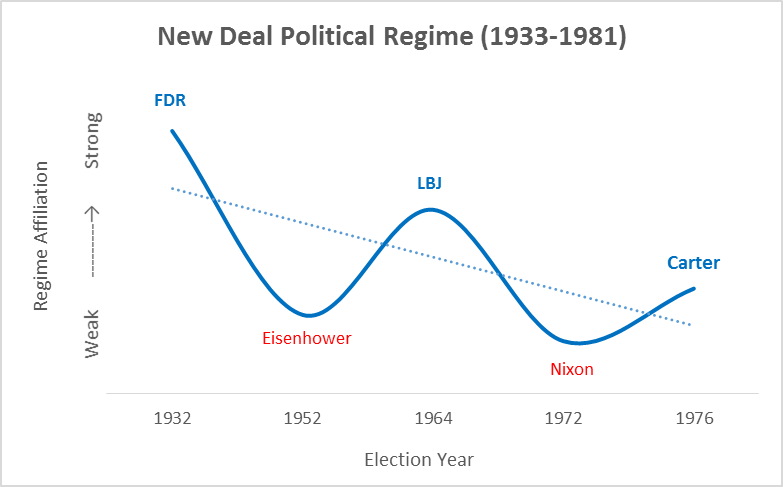 New Deal Political Regime (1933-1981)
FDR
LBJ
Carter
Eisenhower
Nixon
Regime Affiliation
Weak ----------→ Strong
1932 1952 1964 1972 1976
Election Year